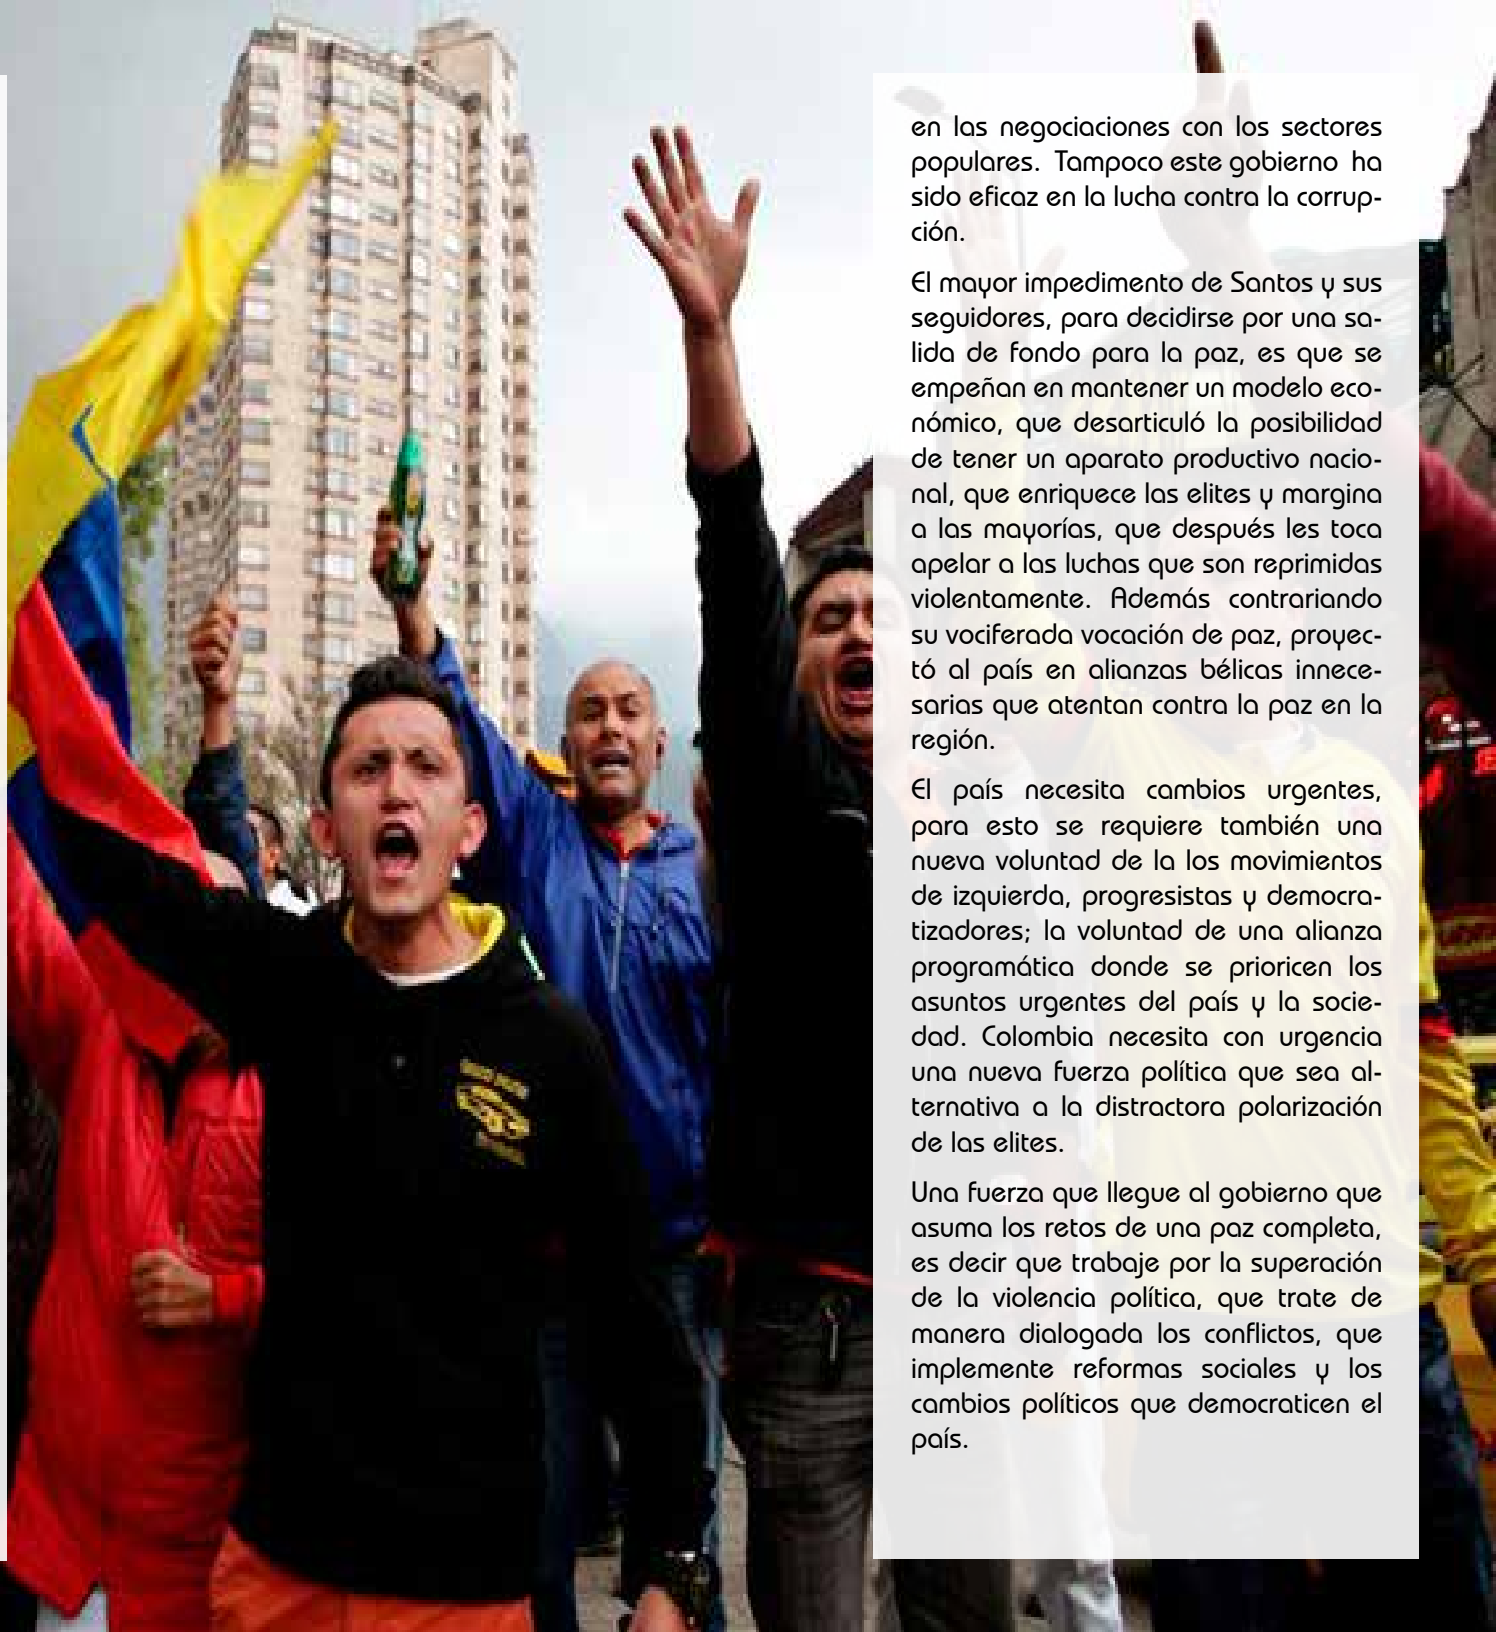 en las negociaciones con los sectores
populares. Tampoco este gobierno ha
sido eficaz en la lucha contra la corrup-
ción.
El mayor impedimento de Santos y sus
seguidores, para decidirse por una sa-
lida de fondo para la paz, es que se
empeñan en mantener un modelo eco-
nómico, que desarticuló la posibilidad
de tener un aparato productivo nacio-
nal, que enriquece las elites y margina
a las mayorías, que después les toca
apelar a las luchas que son reprimidas
violentamente. Además contrariando
su vociferada vocación de paz, proyec-
tó al país en alianzas bélicas innece-
sarias que atentan contra la paz en la
región.
El país necesita cambios urgentes,
para esto se requiere también una
nueva voluntad de la los movimientos
de izquierda, progresistas y democra-
tizadores; la voluntad de una alianza
programática donde se prioricen los
asuntos urgentes del país y la socie-
dad. Colombia necesita con urgencia
una nueva fuerza política que sea al-
ternativa a la distractora polarización
de las elites.
Una fuerza que llegue al gobierno que
asuma los retos de una paz completa,
es decir que trabaje por la superación
de la violencia política, que trate de
manera dialogada los conflictos, que
implemente reformas sociales y los
cambios políticos que democraticen el
país.